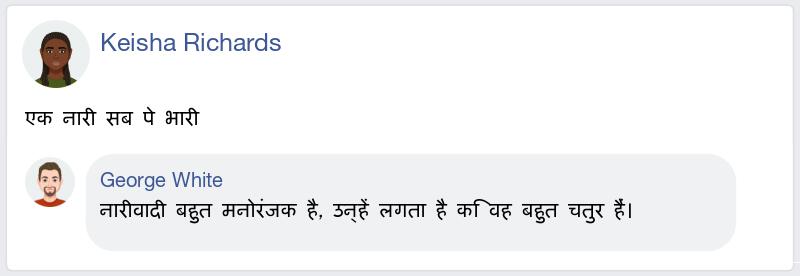 Keisha Richards
एक नारी सब पे भारी
George White
नारीवादी बहुत मनोरंजक है, उन्हें लगता है कि वह बहुत चतुर हैं।